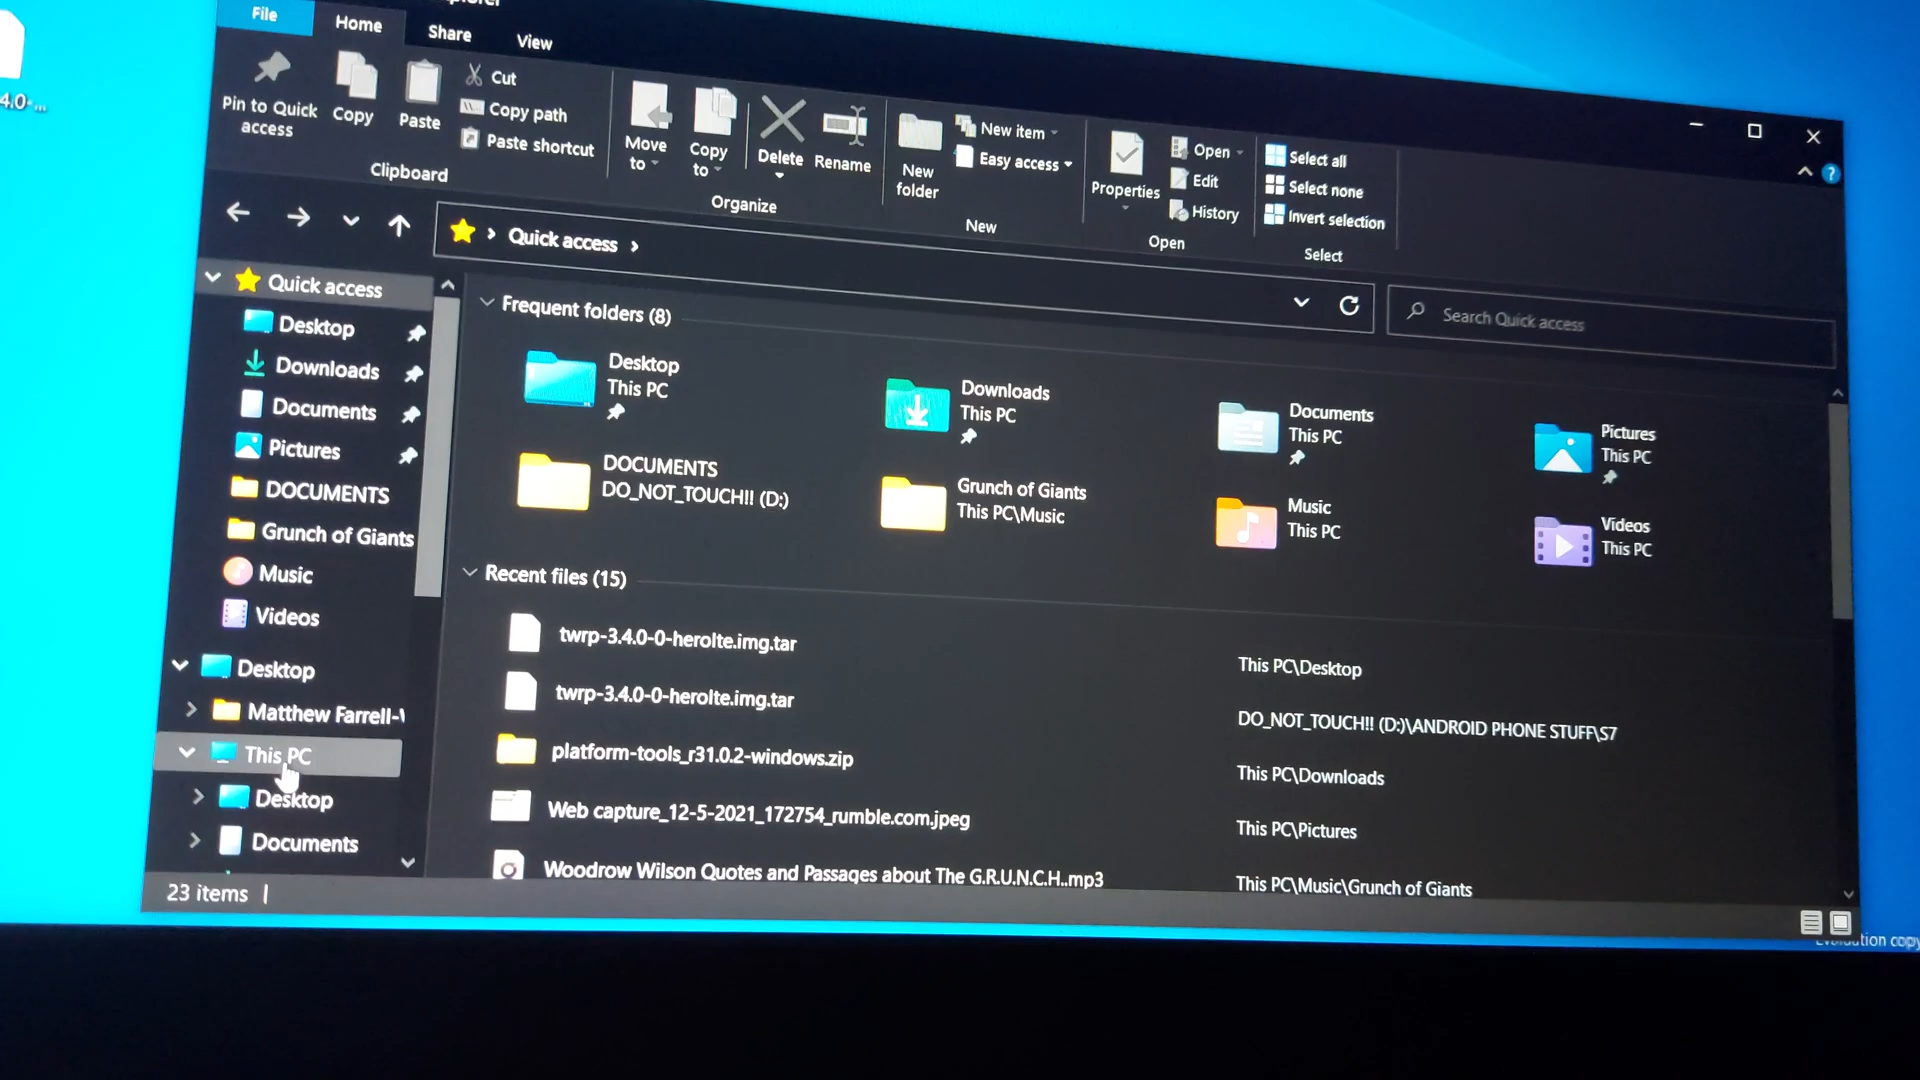 4.0-...
File
Home
Share
View
Pin to Quick
access
Copy
Paste
Cut
Copy path
Paste shortcut
Clipboard
Move
to
Copy
to
Delete
Rename
Organize
New
folder
New item
Easy access
New
Properties
Open
Edit
History
Open
Select all
Select none
Invert selection
Select
Quick access
Search Quick access
Quick access
Desktop
Downloads
Documents
Pictures
DOCUMENTS
Grunch of Giants
Music
Videos
Desktop
Matthew Farrell-
This PC
Desktop
Documents
Frequent folders (8)
Desktop
This PC
Downloads
This PC
Documents
This PC
Pictures
This PC
DOCUMENTS
DO_NOT_TOUCH!! (D:)
Grunch of Giants
This PC\Music
Music
This PC
Videos
This PC
Recent files (15)
twrp-3.4.0-0-herolte.img.tar
This PC\Desktop
twrp-3.4.0-0-herolte.img.tar
DO_NOT_TOUCH!! (D:)\ANDROID PHONE STUFF\S7
platform-tools_r31.0.2-windows.zip
This PC\Downloads
Web capture_12-5-2021_172754_rumble.com.jpeg
This PC\Pictures
Woodrow Wilson Quotes and Passages about The G.R.U.N.C.H..mp3
This PC\Music\Grunch of Giants
23 items
Evaluation copy